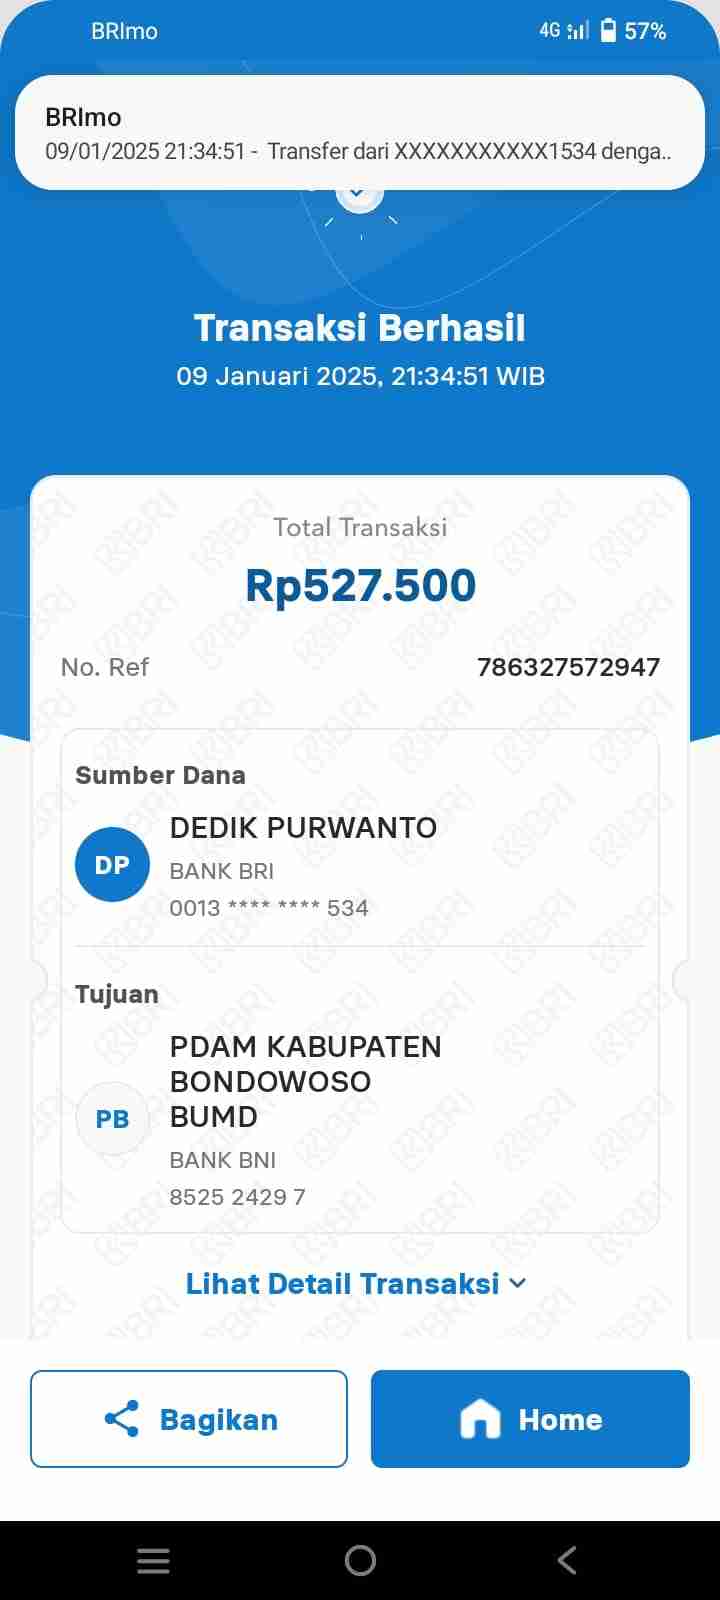 BRImo
4G 57%
BRImo
09/01/2025 21:34:51 - Transfer dari XXXXXXXXXXX1534 denga..
Transaksi Berhasil
09 Januari 2025, 21:34:51 WIB
Total Transaksi
Rp527.500
No. Ref 786327572947
Sumber Dana
DP
DEDIK PURWANTO
BANK BRI
0013 **** **** 534
Tujuan
PB
PDAM KABUPATEN
BONDOWOSO
BUMD
BANK BNI
8525 2429 7
Lihat Detail Transaksi
Bagikan
Home